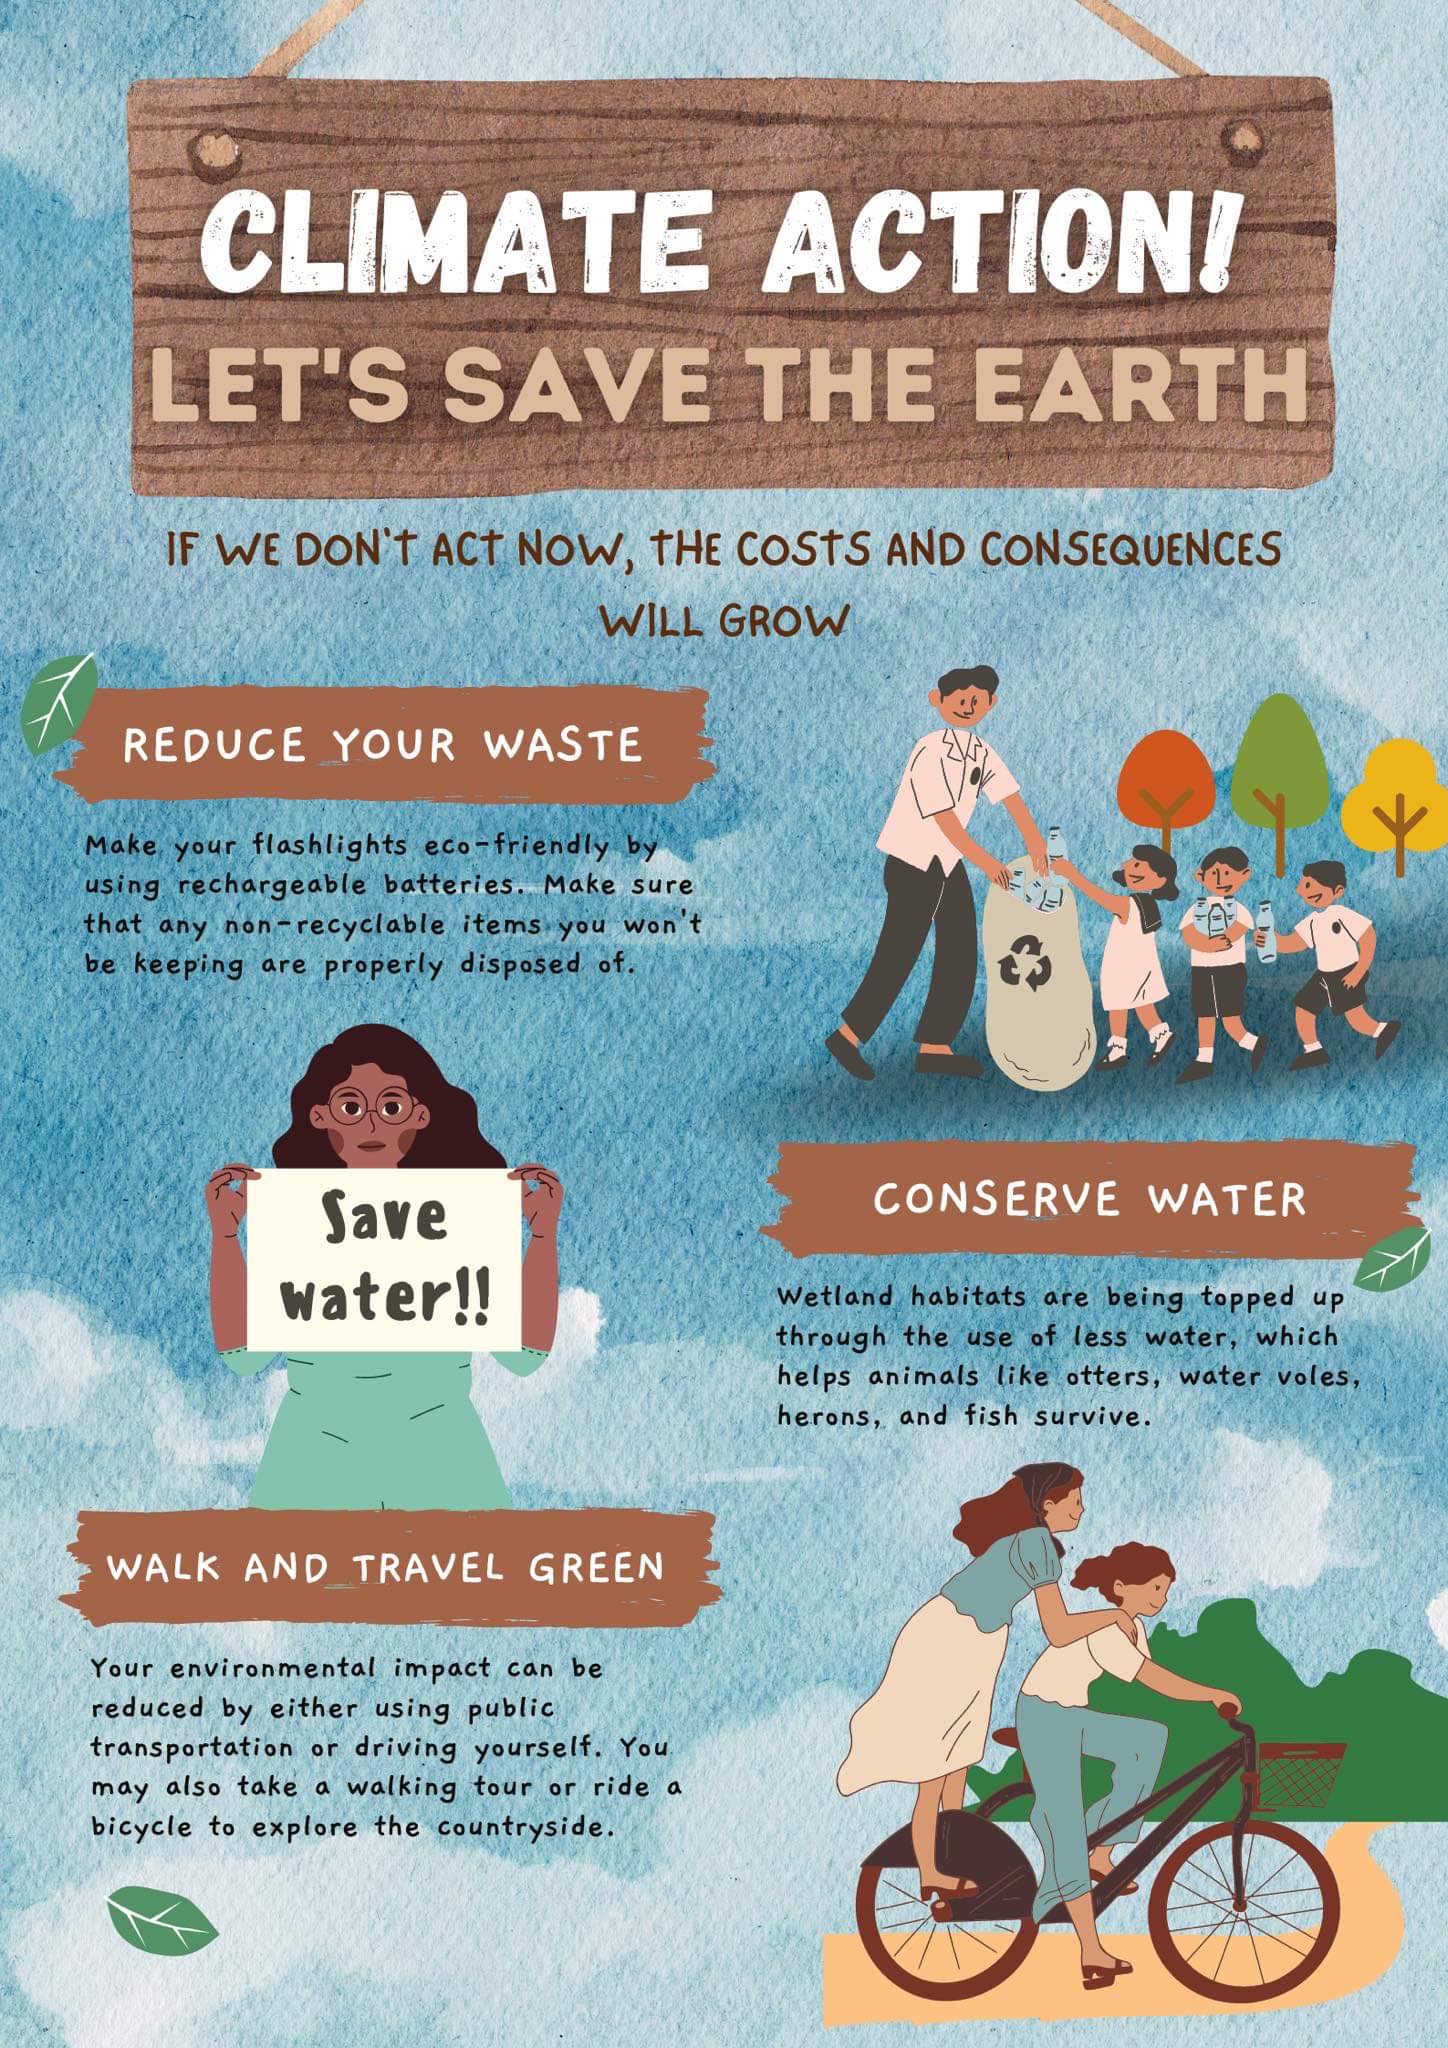 CLIMATE ACTION!
LET'S SAVE THE EARTH
IF WE DON'T ACT NOW, THE COSTS AND CONSEQUENCES
WILL GROW
REDUCE YOUR WASTE
Make your flashlights eco-friendly by
using rechargeable batteries. Make sure
that any non-recyclable items you won't
be keeping are properly disposed of.
Save
water!!
CONSERVE WATER
Wetland habitats are being topped up
through the use of less water, which
helps animals like otters, water voles,
herons, and fish survive.
WALK AND TRAVEL GREEN
Your environmental impact can be
reduced by either using public
transportation or driving yourself. You
may also take a walking tour or ride a
bicycle to explore the countryside.